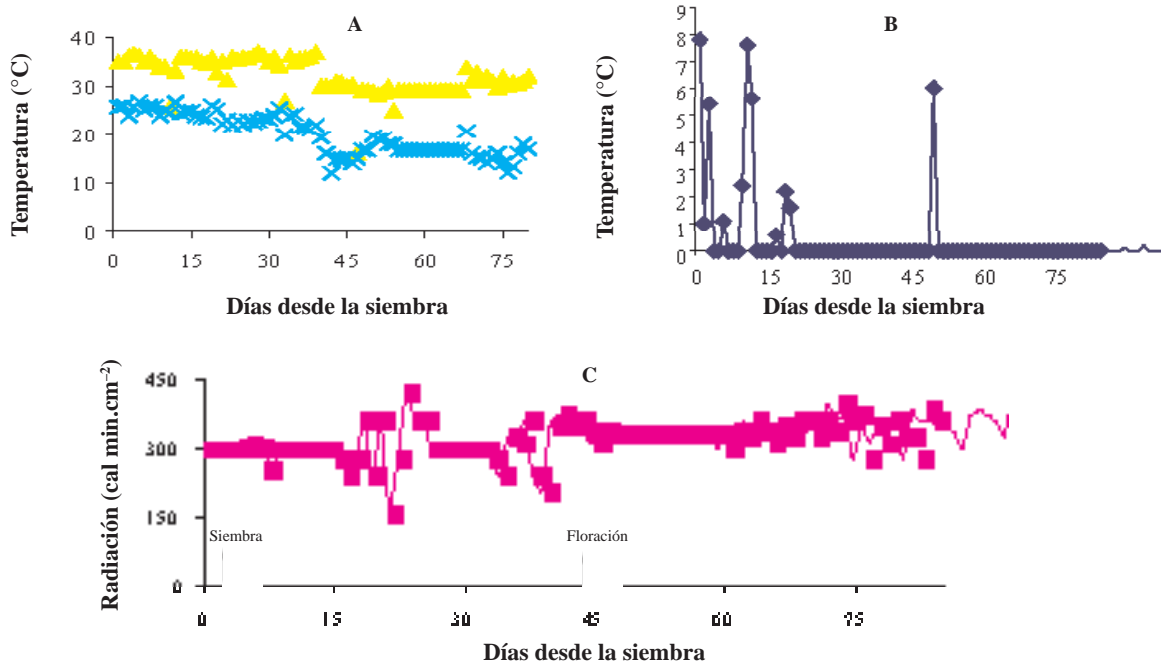 A
Temperatura (°C)
40
30
20
10
0
0 15 30 45 60 75
Días desde la siembra
B
Temperatura (°C)
9
8
7
6
5
4
3
2
1
0
0 15 30 45 60 75
Días desde la siembra
C
Radiación (cal min.cm⁻²)
450
300
150
0
Siembra
Floración
0 15 30 45 60 75
Días desde la siembra